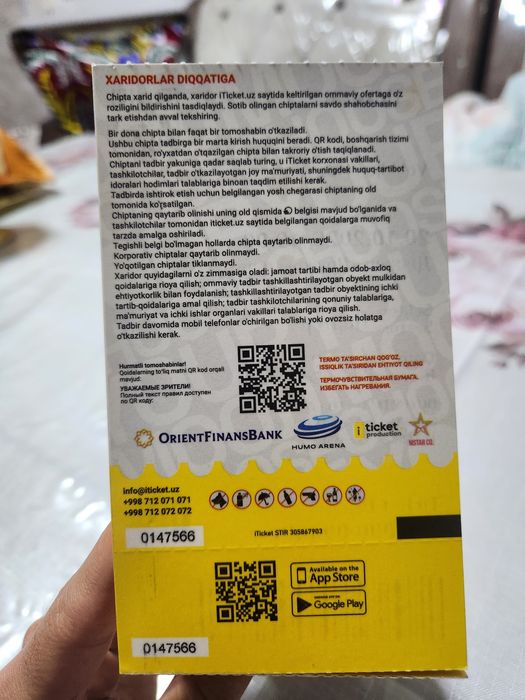 XARIDORLAR DIQQATIGA
Chipta xarid qilganda, xaridor iTicket.uz saytida keltirilgan ommaviy ofertaga o'z
roziligini bildirishini tasdiqlaydi. Sotib olingan chiptalarni savdo shahobchasini
tark etishdan avval tekshiring.
Bir dona chipta bilan faqat bir tomoshabin o'tkaziladi.
Ushbu chipta tadbirga bir marta kirish huquqini beradi. QR kodi, boshqarish tizimi
tomonidan, ro'yxatdan o'tqazilgan chipta bilan takroriy o'tish taqiqlanadi.
Chiptani tadbir yakuniga qadar saqlab turing, u iTicket korxonasi vakillari,
tashkilotchilar, tadbir o'tkazilayotgan joy ma'muriyati, shuningdek huquq-tartibot
idoralari hodimlari talablariga binoan taqdim etilishi kerak.
Tadbirda ishtirok etish uchun belgilangan yosh chegarasi chiptaning old
tomonida ko'rsatilgan.
Chiptaning qaytarib olinishi uning old qismida belgisi mavjud bo'lganida va
tashkilotchilar tomonidan iticket.uz saytida belgilangan qoidalarga muvofiq
tarzda amalga oshiriladi.
Tegishli belgi bo'lmagan hollarda chipta qaytarib olinmaydi.
Korporativ chiptalar qaytarib olinmaydi.
Yo'qotilgan chiptalar tiklanmaydi.
Xaridor quyidagilarni o'z zimmasiga oladi: jamoat tartibi hamda odob-axloq
qoidalariga rioya qilish; ommaviy tadbir tashkillashtirilayotgan obyekt mulkidan
ehtiyotkorlik bilan foydalanish; tashkillashtirilayotgan tadbir obyektining ichki
tartib-qoidalariga amal qilish; tadbir tashkilotchilarining qonuniy talablariga,
ma'muriyat va ichki ishlar organlari vakillari talablariga rioya qilish.
Tadbir davomida mobil telefonlar o'chirilgan bo'lishi yoki ovozsiz holatga
o'tkazilishi kerak.
Hurmatli tomoshabinlar!
Qoidalarning to'liq matni QR kod orqali
mavjud.
УВАЖАЕМЫЕ ЗРИТЕЛИ!
Полный текст правил доступен
по QR коду:
TERMO TA'SIRCHAN QOG'OZ,
ISSIQLIK TA'SIRIDAN EHTIYOT QILING
ТЕРМОЧУВСТВИТЕЛЬНАЯ БУМАГА.
ИЗБЕГАТЬ НАГРЕВАНИЯ.
ORIENTFINANSBANK
HUMO ARENA
i ticket
production
NISTAR CO.
info@iticket.uz
+998 712 071 071
+998 712 072 072
0147566
iTicket STIR 305867903
Available on the
App Store
Google Play
0147566